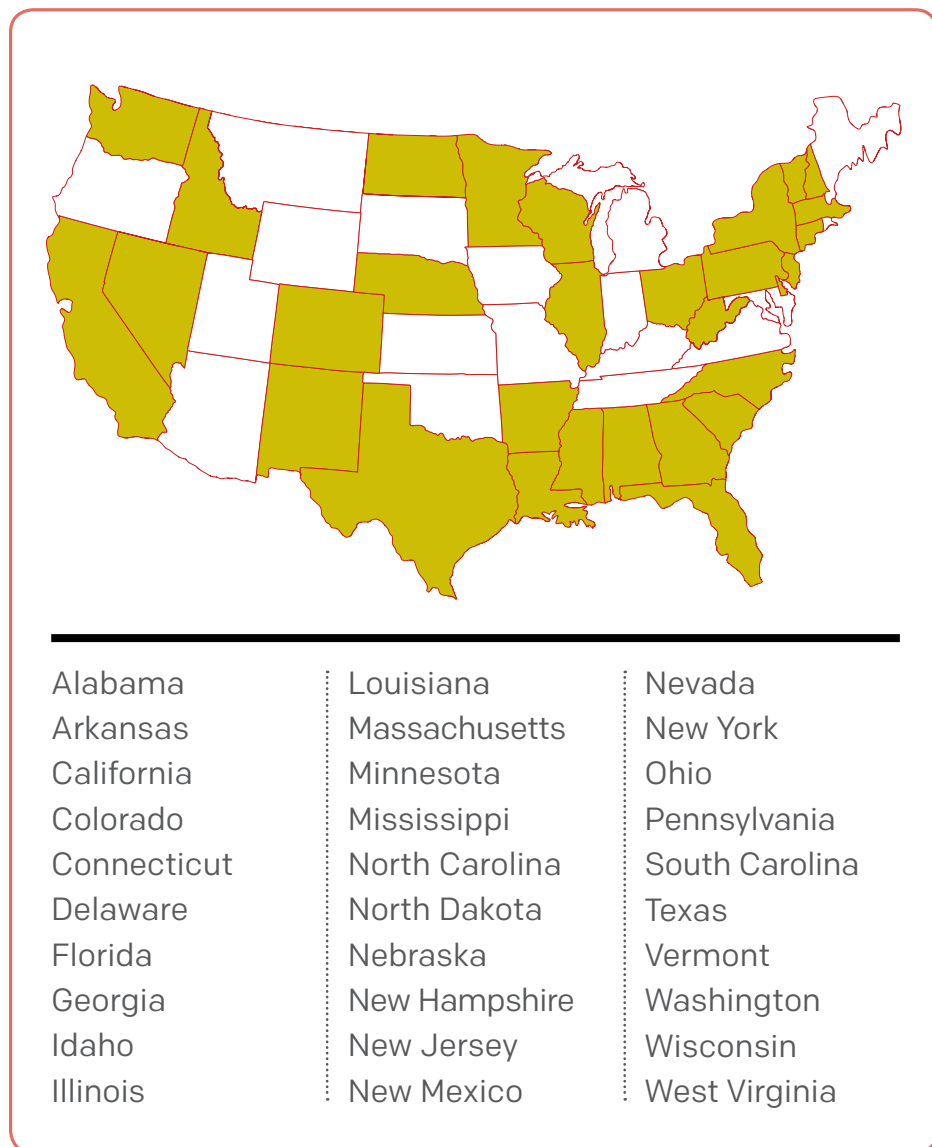 Alabama
Arkansas
California
Colorado
Connecticut
Delaware
Florida
Georgia
Idaho
Illinois
Louisiana
Massachusetts
Minnesota
Mississippi
North Carolina
North Dakota
Nebraska
New Hampshire
New Jersey
New Mexico
Nevada
New York
Ohio
Pennsylvania
South Carolina
Texas
Vermont
Washington
Wisconsin
West Virginia